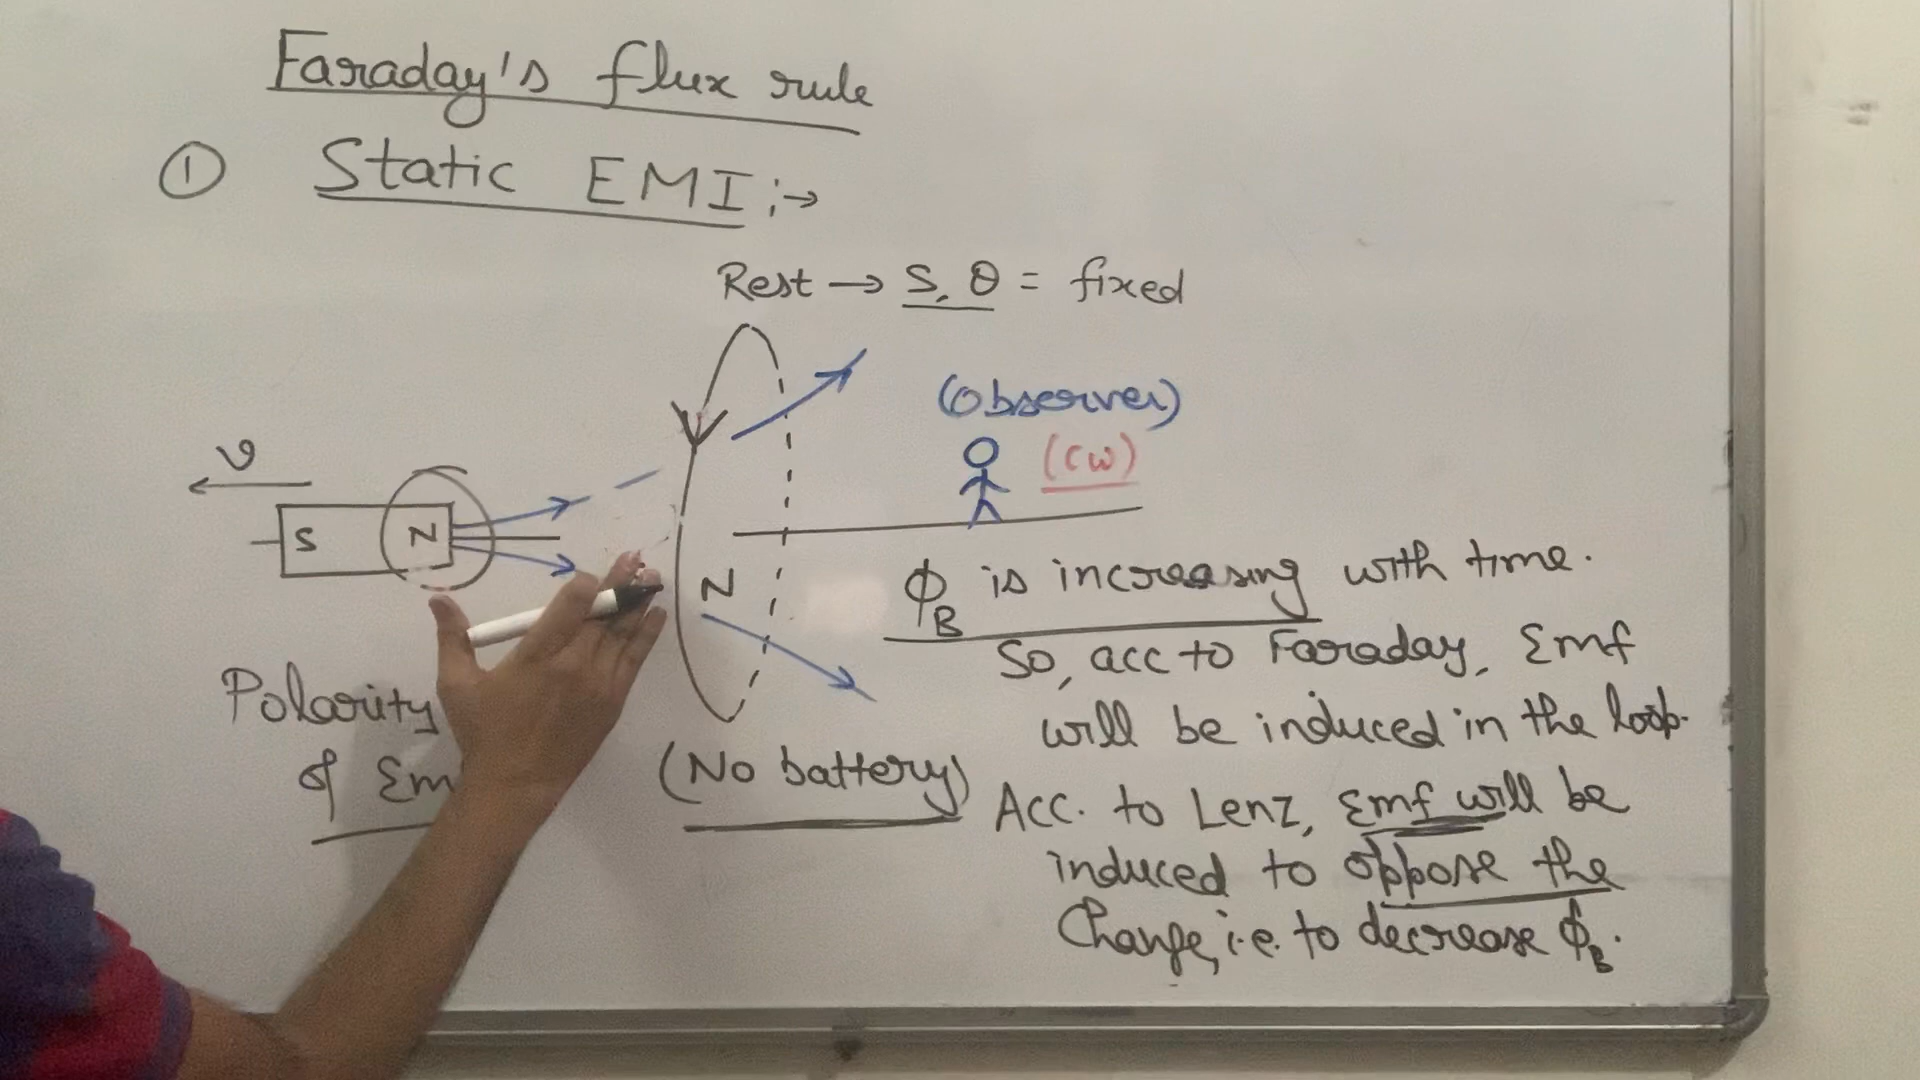 Faraday's flux rule
① Static EMI :→
Rest → S, θ = fixed
(Observer)
(CW)
v
S N
N
ϕB is increasing with time.
So, acc to Faraday, Emf
will be induced in the loop.
Polarity
of Em
(No battery)
Acc. to Lenz, Emf will be
induced to oppose the
Change, i.e. to decrease ϕB.